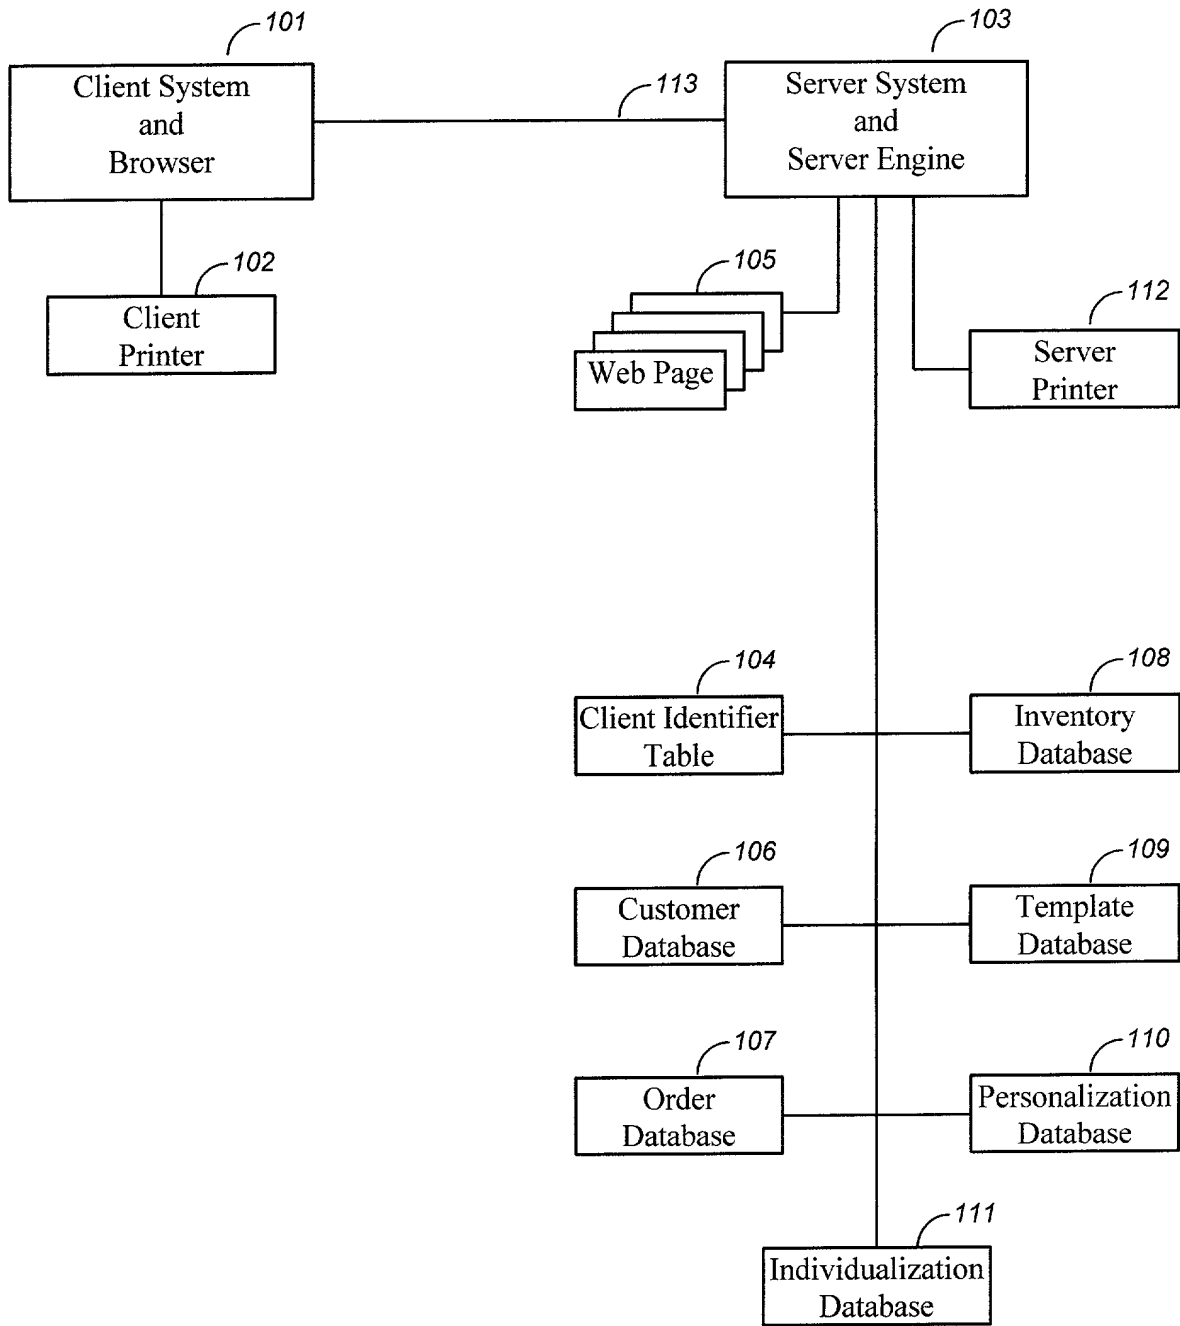 101
Client System
and
Browser
113
103
Server System
and
Server Engine
102
Client
Printer
105
Web Page
112
Server
Printer
104
Client Identifier
Table
108
Inventory
Database
106
Customer
Database
109
Template
Database
107
Order
Database
110
Personalization
Database
111
Individualization
Database